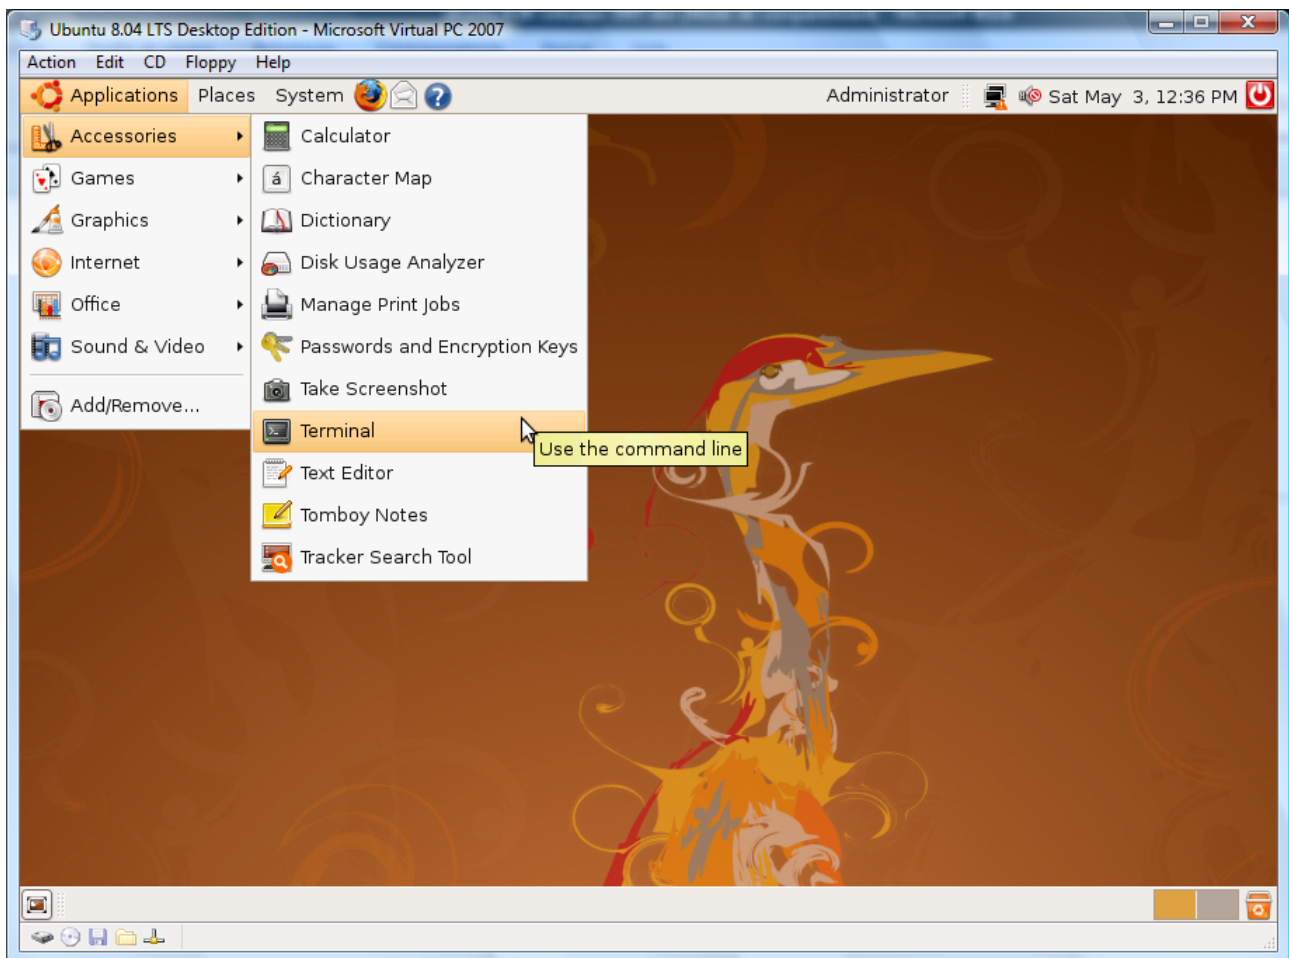 Ubuntu 8.04 LTS Desktop Edition - Microsoft Virtual PC 2007
Action Edit CD Floppy Help
Applications Places System Administrator Sat May 3, 12:36 PM
Accessories
Games
Graphics
Internet
Office
Sound & Video
Add/Remove...
Calculator
á Character Map
Dictionary
Disk Usage Analyzer
Manage Print Jobs
Passwords and Encryption Keys
Take Screenshot
Terminal
Use the command line
Text Editor
Tomboy Notes
Tracker Search Tool